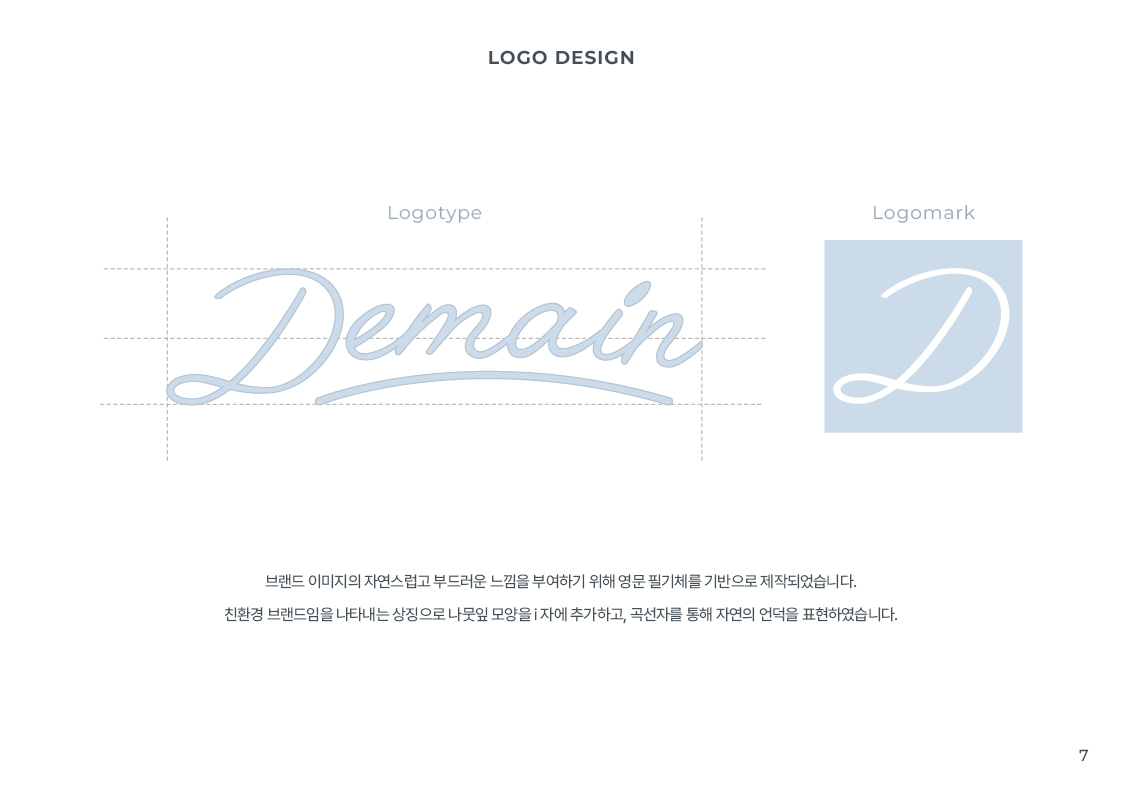 LOGO DESIGN
Logotype
Logomark
Demain
D
브랜드 이미지의 자연스럽고 부드러운 느낌을 부여하기 위해 영문 필기체를 기반으로 제작되었습니다.
친환경 브랜드임을 나타내는 상징으로 나뭇잎 모양을 i 자에 추가하고, 곡선자를 통해 자연의 언덕을 표현하였습니다.
7